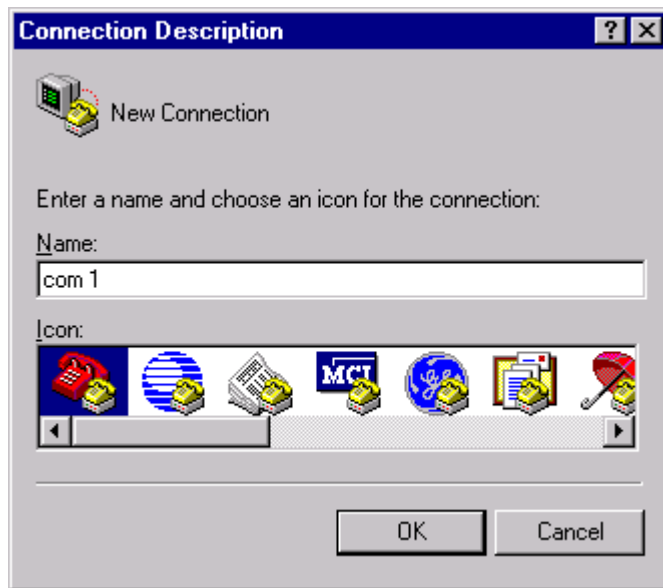 Connection Description
New Connection
Enter a name and choose an icon for the connection:
Name:
com 1
Icon:
MCI
OK Cancel